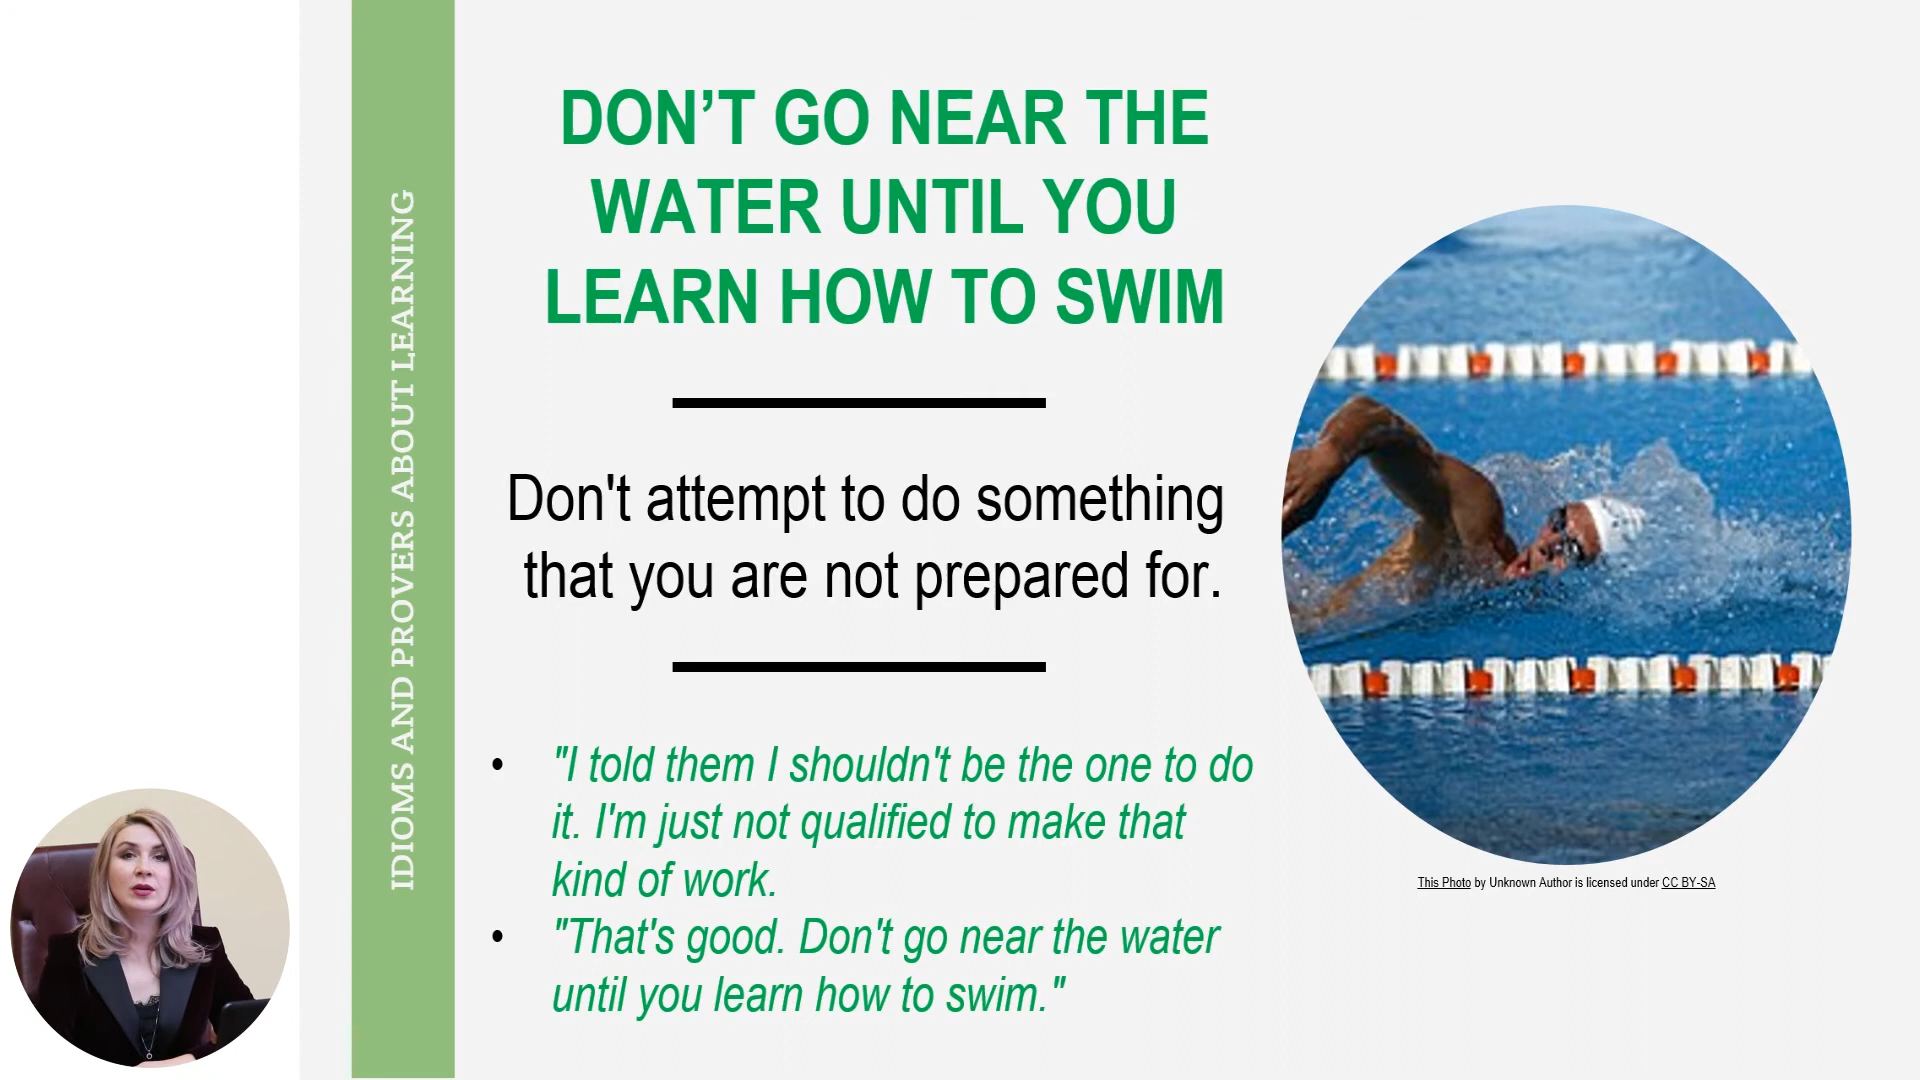 IDIOMS AND PROVERS ABOUT LEARNING
DON’T GO NEAR THE
WATER UNTIL YOU
LEARN HOW TO SWIM
Don't attempt to do something
that you are not prepared for.
• "I told them I shouldn't be the one to do
it. I'm just not qualified to make that
kind of work.
• "That's good. Don't go near the water
until you learn how to swim."
This Photo by Unknown Author is licensed under CC BY-SA